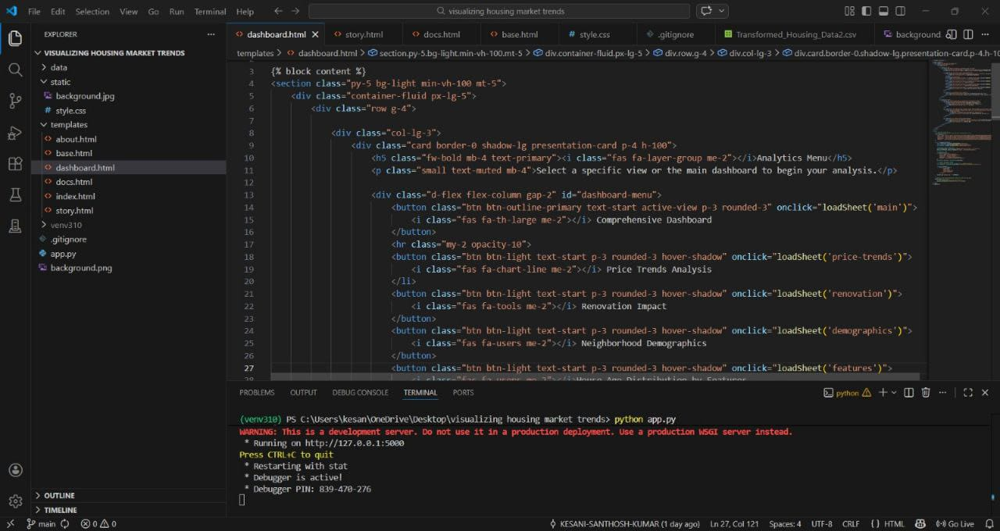 File Edit Selection View Go Run Terminal Help
visualizing housing market trends
EXPLORER
VISUALIZING HOUSING MARKET TRENDS
data
static
background.jpg
# style.css
templates
about.html
base.html
dashboard.html
docs.html
index.html
story.html
venv310
.gitignore
app.py
background.png
OUTLINE
TIMELINE
dashboard.html story.html docs.html base.html # style.css .gitignore Transformed_Housing_Data2.csv background.
templates > dashboard.html > section.py-5.bg-light.min-vh-100.mt-5 > div.container-fluid.px-lg-5 > div.row.g-4 > div.col-lg-3 > div.card.border-0.shadow-lg.presentation-card.p-4.h-10
3 {% block content %}
4 <section class="py-5 bg-light min-vh-100 mt-5">
5 <div class="container-fluid px-lg-5">
6 <div class="row g-4">
7
8 <div class="col-lg-3">
9 <div class="card border-0 shadow-lg presentation-card p-4 h-100">
10 <h5 class="fw-bold mb-4 text-primary"><i class="fas fa-layer-group me-2"></i>Analytics Menu</h5>
11 <p class="small text-muted mb-4">Select a specific view or the main dashboard to begin your analysis.</p>
12
13 <div class="d-flex flex-column gap-2" id="dashboard-menu">
14 <button class="btn btn-outline-primary text-start active-view p-3 rounded-3" onclick="loadSheet('main')">
15 <i class="fas fa-th-large me-2"></i> Comprehensive Dashboard
16 </button>
17 <hr class="my-2 opacity-10">
18 <button class="btn btn-light text-start p-3 rounded-3 hover-shadow" onclick="loadSheet('price-trends')">
19 <i class="fas fa-chart-line me-2"></i> Price Trends Analysis
20 </li>
21 <button class="btn btn-light text-start p-3 rounded-3 hover-shadow" onclick="loadSheet('renovation')">
22 <i class="fas fa-tools me-2"></i> Renovation Impact
23 </button>
24 <button class="btn btn-light text-start p-3 rounded-3 hover-shadow" onclick="loadSheet('demographics')">
25 <i class="fas fa-users me-2"></i> Neighborhood Demographics
26 </button>
27 <button class="btn btn-light text-start p-3 rounded-3 hover-shadow" onclick="loadSheet('features')">
28 <i class="fas fa-users me-2"></i>House Age Distribution by Features
PROBLEMS OUTPUT DEBUG CONSOLE TERMINAL PORTS
python
(venv310) PS C:\Users\kesan\OneDrive\Desktop\visualizing housing market trends> python app.py
WARNING: This is a development server. Do not use it in a production deployment. Use a production WSGI server instead.
* Running on http://127.0.0.1:5000
Press CTRL+C to quit
* Restarting with stat
* Debugger is active!
* Debugger PIN: 839-470-276
main 0 0 KESANI-SANTHOSH-KUMAR (1 day ago) Ln 27, Col 121 Spaces: 4 UTF-8 CRLF {} HTML Go Live